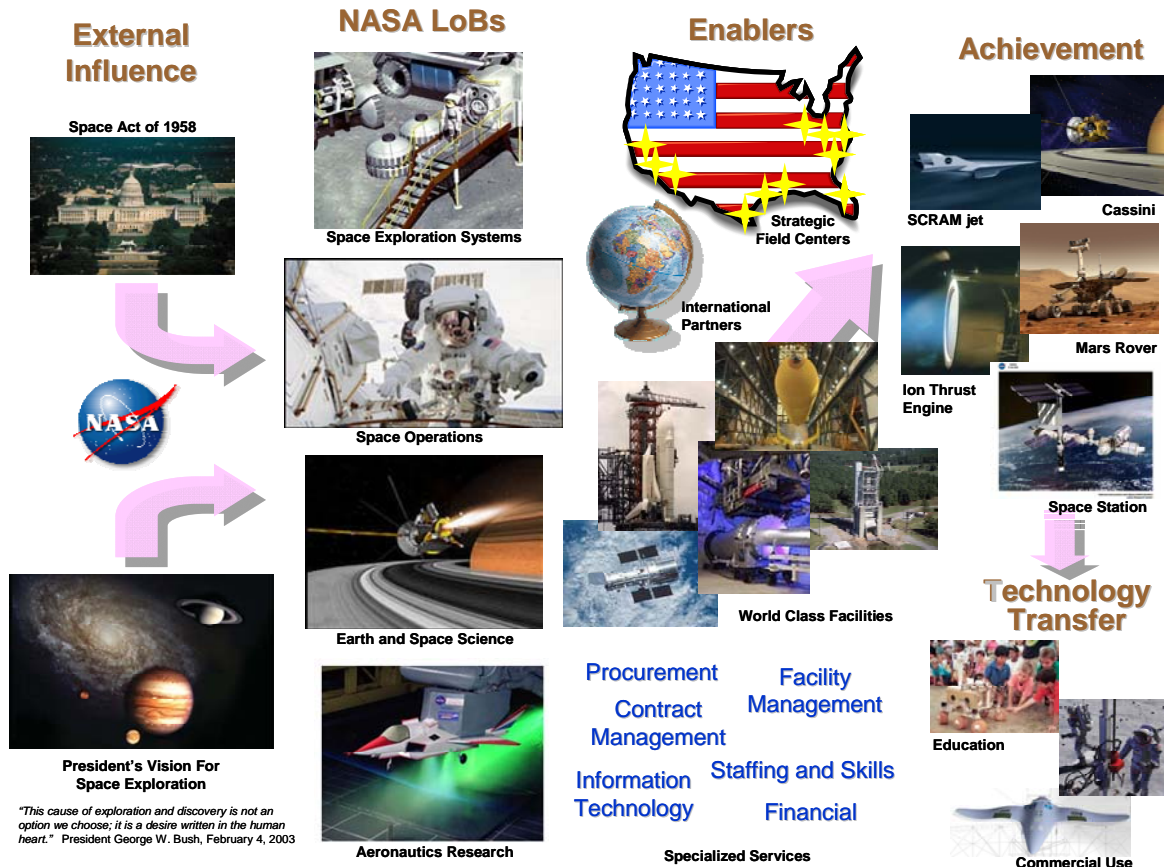 External
Influence
Space Act of 1958
NASA
President's Vision For
Space Exploration
"This cause of exploration and discovery is not an
option we choose; it is a desire written in the human
heart." President George W. Bush, February 4, 2003
NASA LoBs
Space Exploration Systems
Space Operations
Earth and Space Science
Aeronautics Research
Enablers
Strategic
Field Centers
International
Partners
World Class Facilities
Procurement
Facility
Management
Contract
Management
Information
Technology
Staffing and Skills
Financial
Specialized Services
Achievement
SCRAM jet
Cassini
Mars Rover
Ion Thrust
Engine
Space Station
Technology
Transfer
Education
Commercial Use